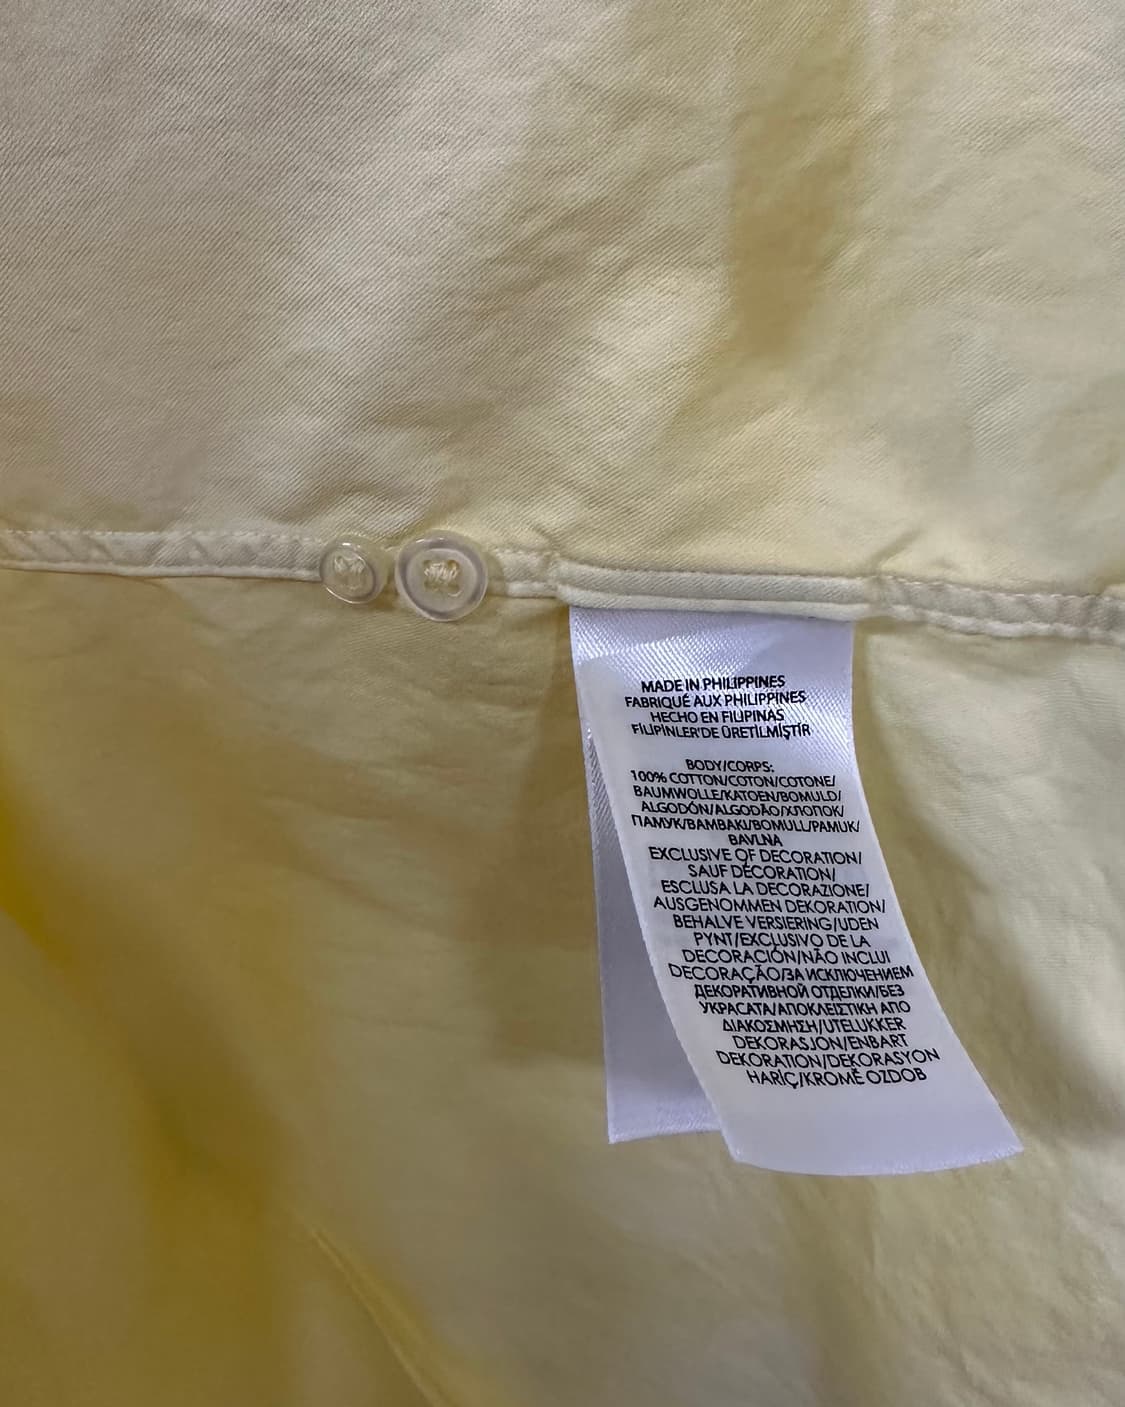 MADE IN PHILIPPINES
FABRIQUÉ AUX PHILIPPINES
HECHO EN FILIPINAS
FİLİPİNLER'DE ÜRETİLMİŞTİR
BODY/CORPS:
100% COTTON/COTON/COTONE/
BAUMWOLLE/KATOEN/BOMULD/
ALGODÓN/ALGODÃO/ХЛОПОК/
ПАМУК/BAMBAKI/BOMULL/PAMUK/
BAVLNA
EXCLUSIVE OF DECORATION/
SAUF DÉCORATION/
ESCLUSA LA DECORAZIONE/
AUSGENOMMEN DEKORATION/
BEHALVE VERSIERING/UDEN
PYNT/EXCLUSIVO DE LA
DECORACIÓN/NÃO INCLUI
DECORAÇÃO/ЗА ИСКЛЮЧЕНИЕМ
ДЕКОРАТИВНОЙ ОТДЕЛКИ/БЕЗ
УКРАСАТА/ΑΠΟΚΛΕΙΣΤΙΚΗ ΑΠΟ
ΔΙΑΚΟΣΜΗΣΗ/UTELUKKER
DEKORASJON/ENBART
DEKORATION/DEKORASYON
HARİÇ/KROMĚ OZDOB